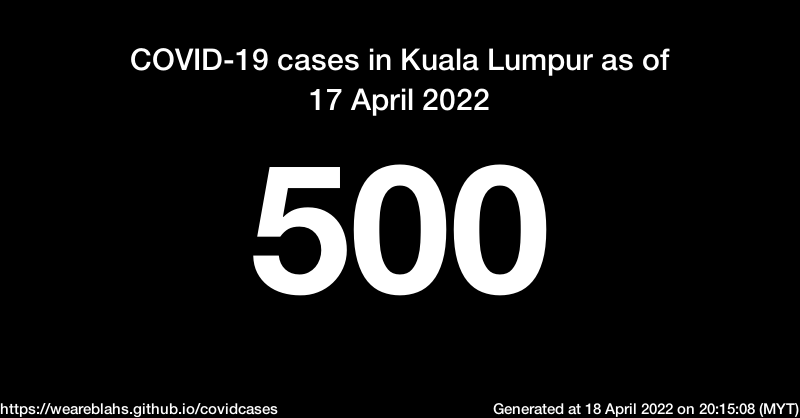 COVID-19 cases in Kuala Lumpur as of
17 April 2022
500
https://weareblahs.github.io/covidcases
Generated at 18 April 2022 on 20:15:08 (MYT)